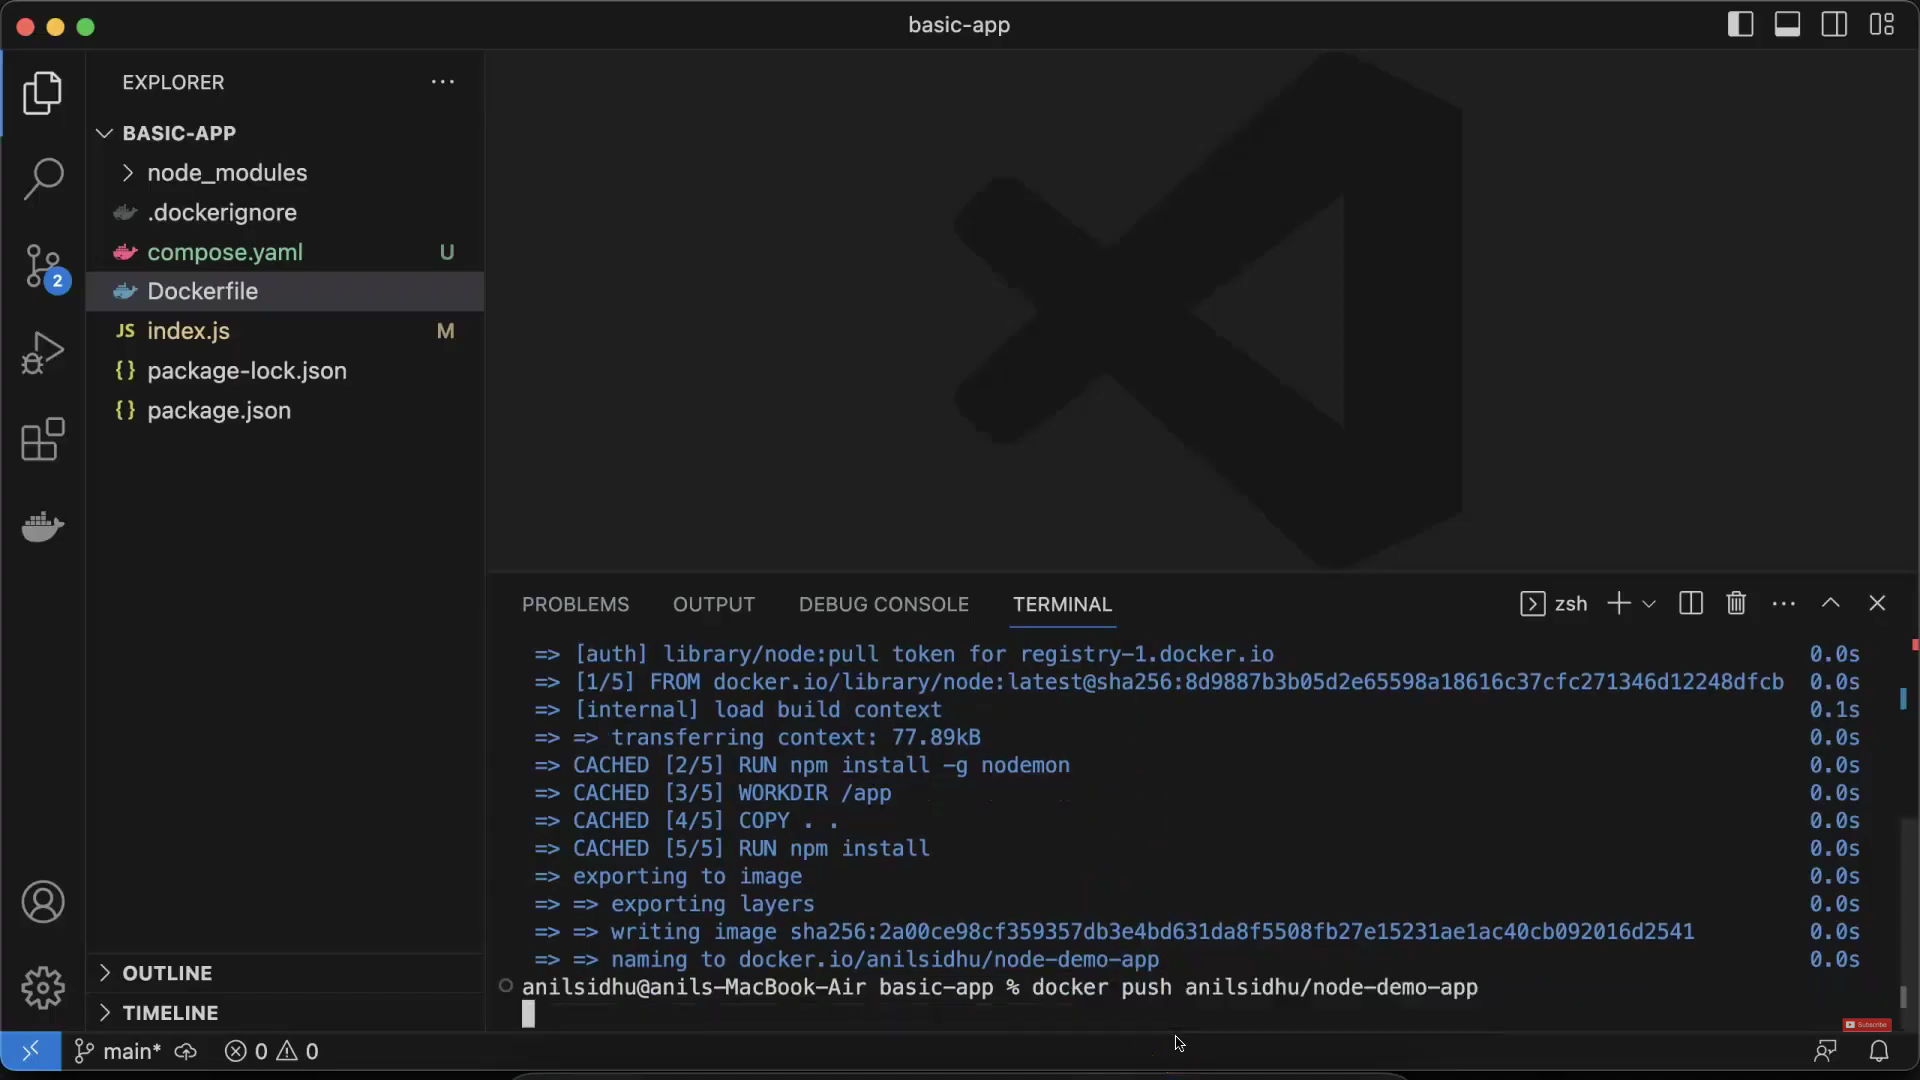 basic-app
EXPLORER
BASIC-APP
node_modules
.dockerignore
compose.yaml U
Dockerfile
JS index.js M
{} package-lock.json
{} package.json
2
OUTLINE
TIMELINE
PROBLEMS OUTPUT DEBUG CONSOLE TERMINAL zsh
=> [auth] library/node:pull token for registry-1.docker.io 0.0s
=> [1/5] FROM docker.io/library/node:latest@sha256:8d9887b3b05d2e65598a18616c37cfc271346d12248dfcb 0.0s
=> [internal] load build context 0.1s
=> => transferring context: 77.89kB 0.0s
=> CACHED [2/5] RUN npm install -g nodemon 0.0s
=> CACHED [3/5] WORKDIR /app 0.0s
=> CACHED [4/5] COPY . . 0.0s
=> CACHED [5/5] RUN npm install 0.0s
=> exporting to image 0.0s
=> => exporting layers 0.0s
=> => writing image sha256:2a00ce98cf359357db3e4bd631da8f5508fb27e15231ae1ac40cb092016d2541 0.0s
=> => naming to docker.io/anilsidhu/node-demo-app 0.0s
anilsidhu@anils-MacBook-Air basic-app % docker push anilsidhu/node-demo-app
Subscribe
main* 0 0